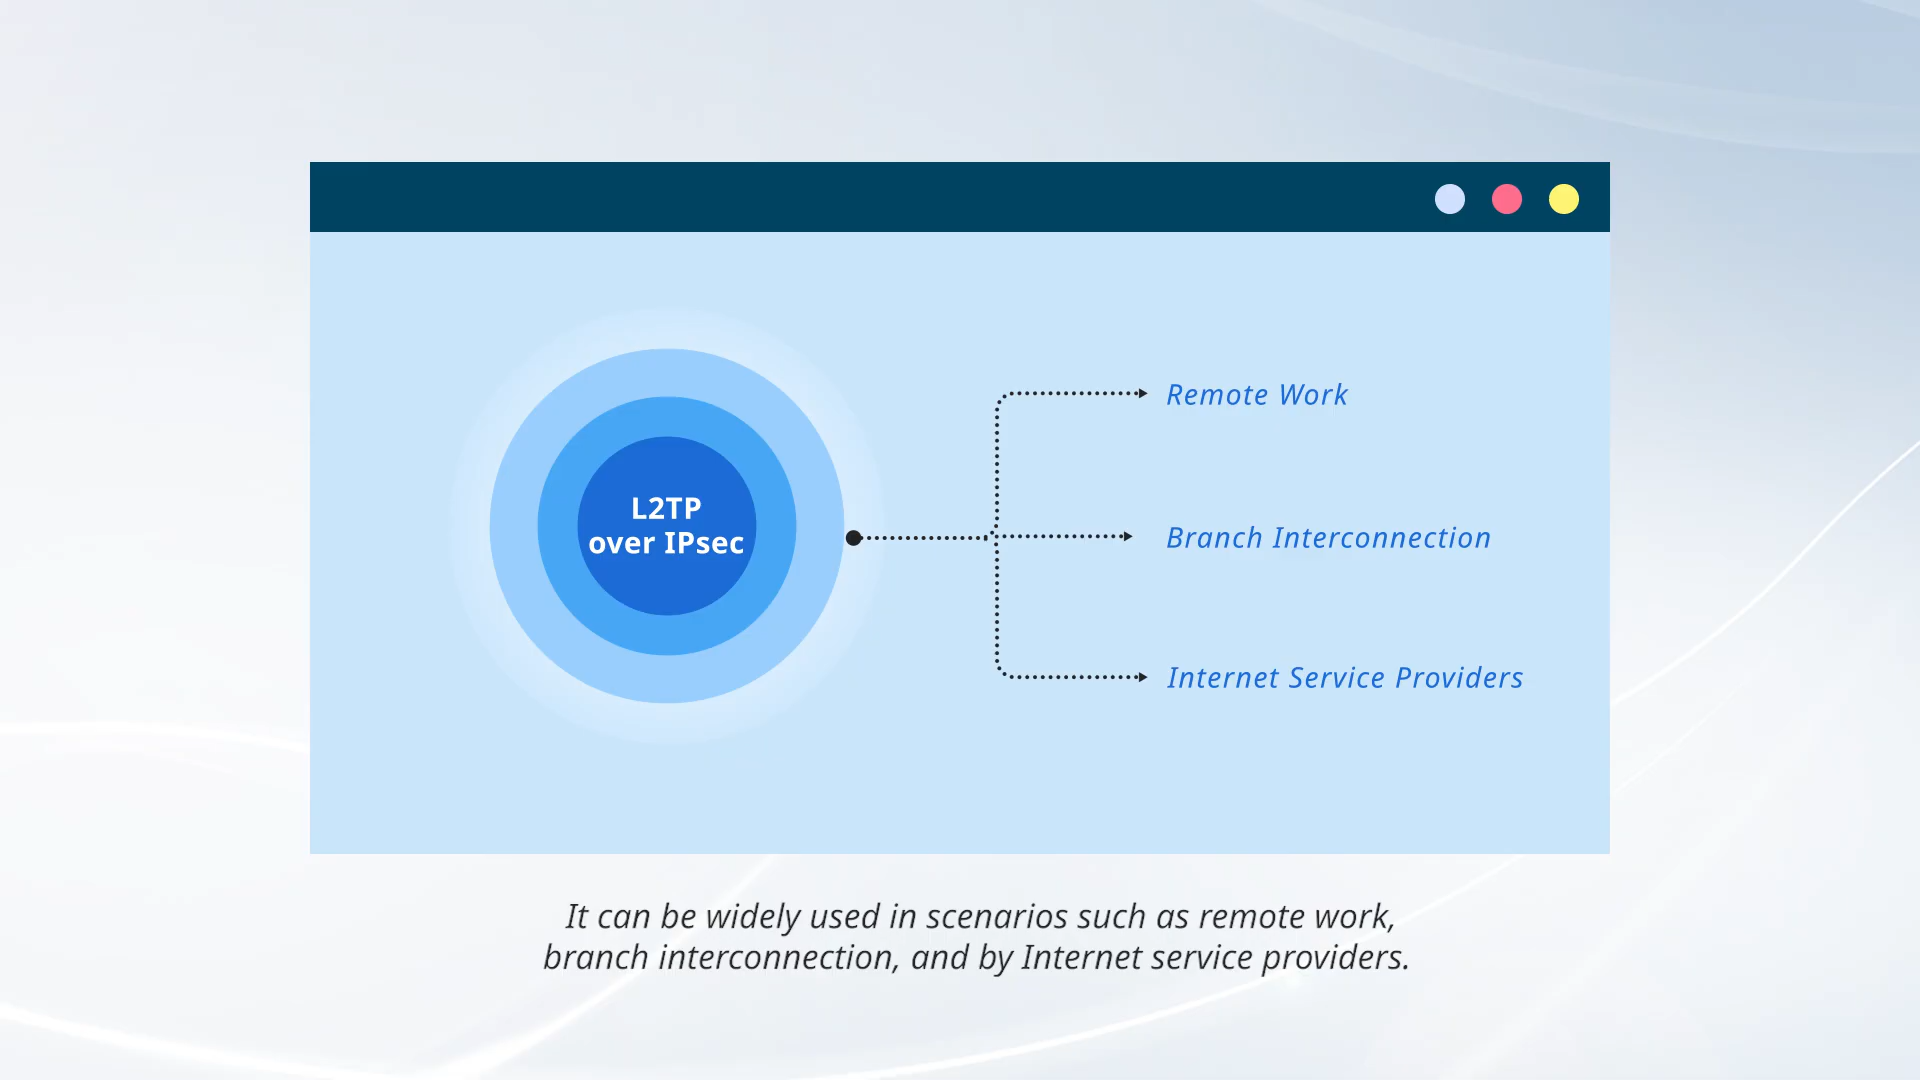 L2TP
over IPsec
Remote Work
Branch Interconnection
Internet Service Providers
It can be widely used in scenarios such as remote work,
branch interconnection, and by Internet service providers.